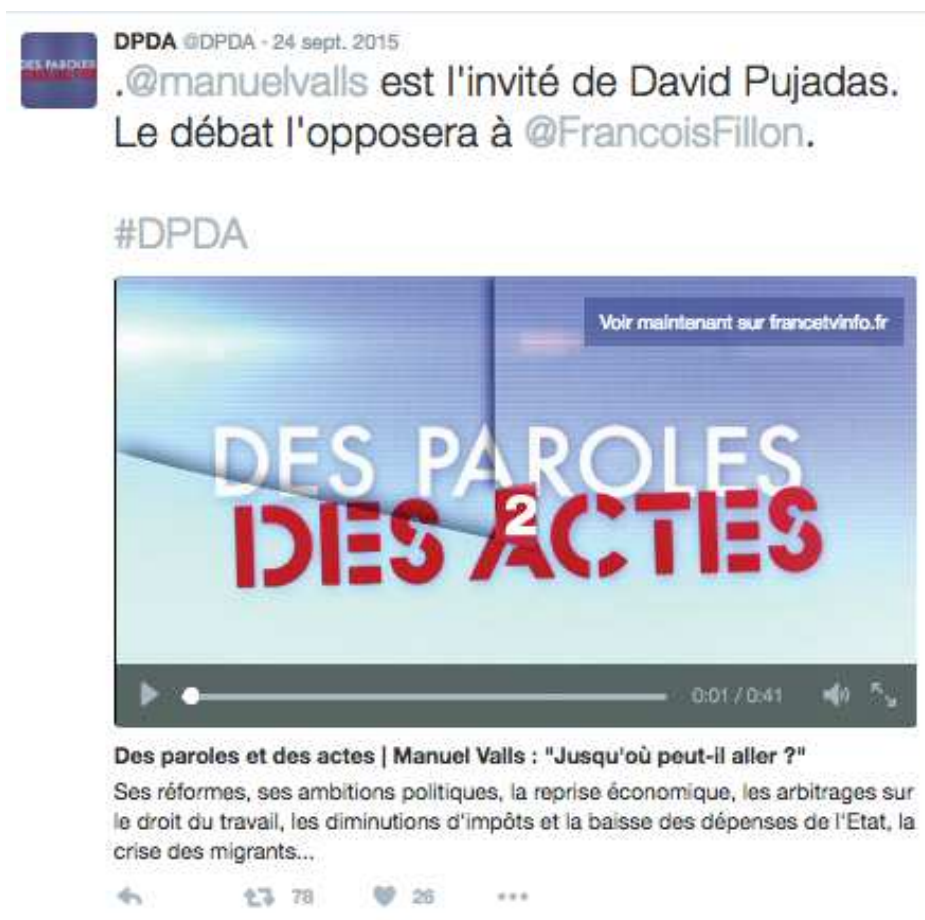 DPDA @DPDA - 24 sept. 2015
DES PAROLES
.@manuelvalls est l'invité de David Pujadas.
Le débat l'opposera à @FrancoisFillon.
#DPDA
Voir maintenant sur francetvinfo.fr
DES PAROLES
2
DES ACTES
0:01 / 0:41
Des paroles et des actes | Manuel Valls : "Jusqu'où peut-il aller ?"
Ses réformes, ses ambitions politiques, la reprise économique, les arbitrages sur
le droit du travail, les diminutions d'impôts et la baisse des dépenses de l'Etat, la
crise des migrants...
78 26